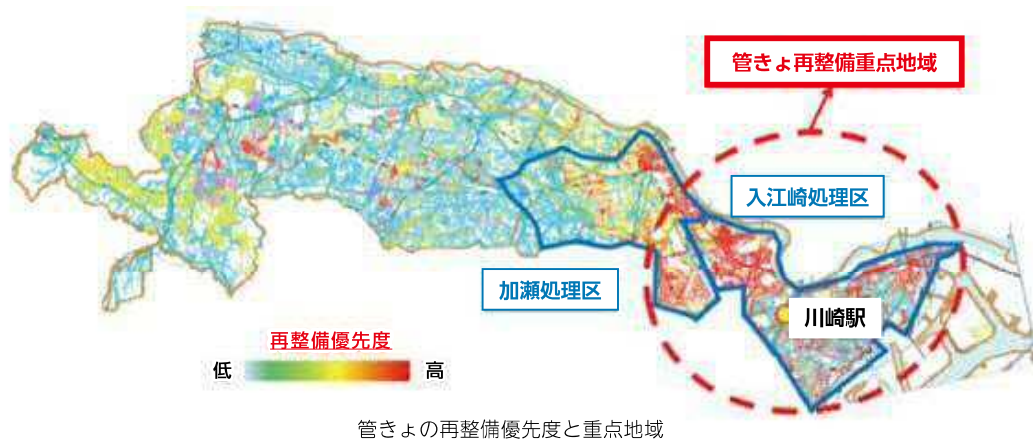 管きょ再整備重点地域
入江崎処理区
加瀬処理区
川崎駅
再整備優先度
低 高
管きょの再整備優先度と重点地域